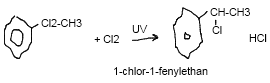 Cl2-CH3
+ Cl2
UV
CH-CH3
Cl
HCl
1-chlor-1-fenylethan